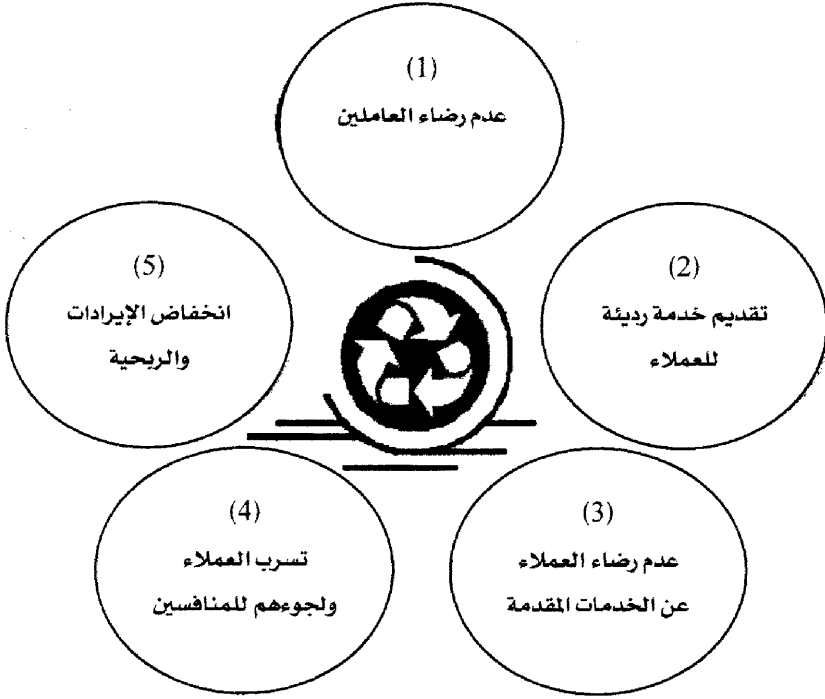 (1)
عدم رضاء العاملين
(2)
تقديم خدمة رديئة
للعملاء
(3)
عدم رضاء العملاء
عن الخدمات المقدمة
(4)
تسرب العملاء
ولجوءهم للمنافسين
(5)
انخفاض الإيرادات
والربحية